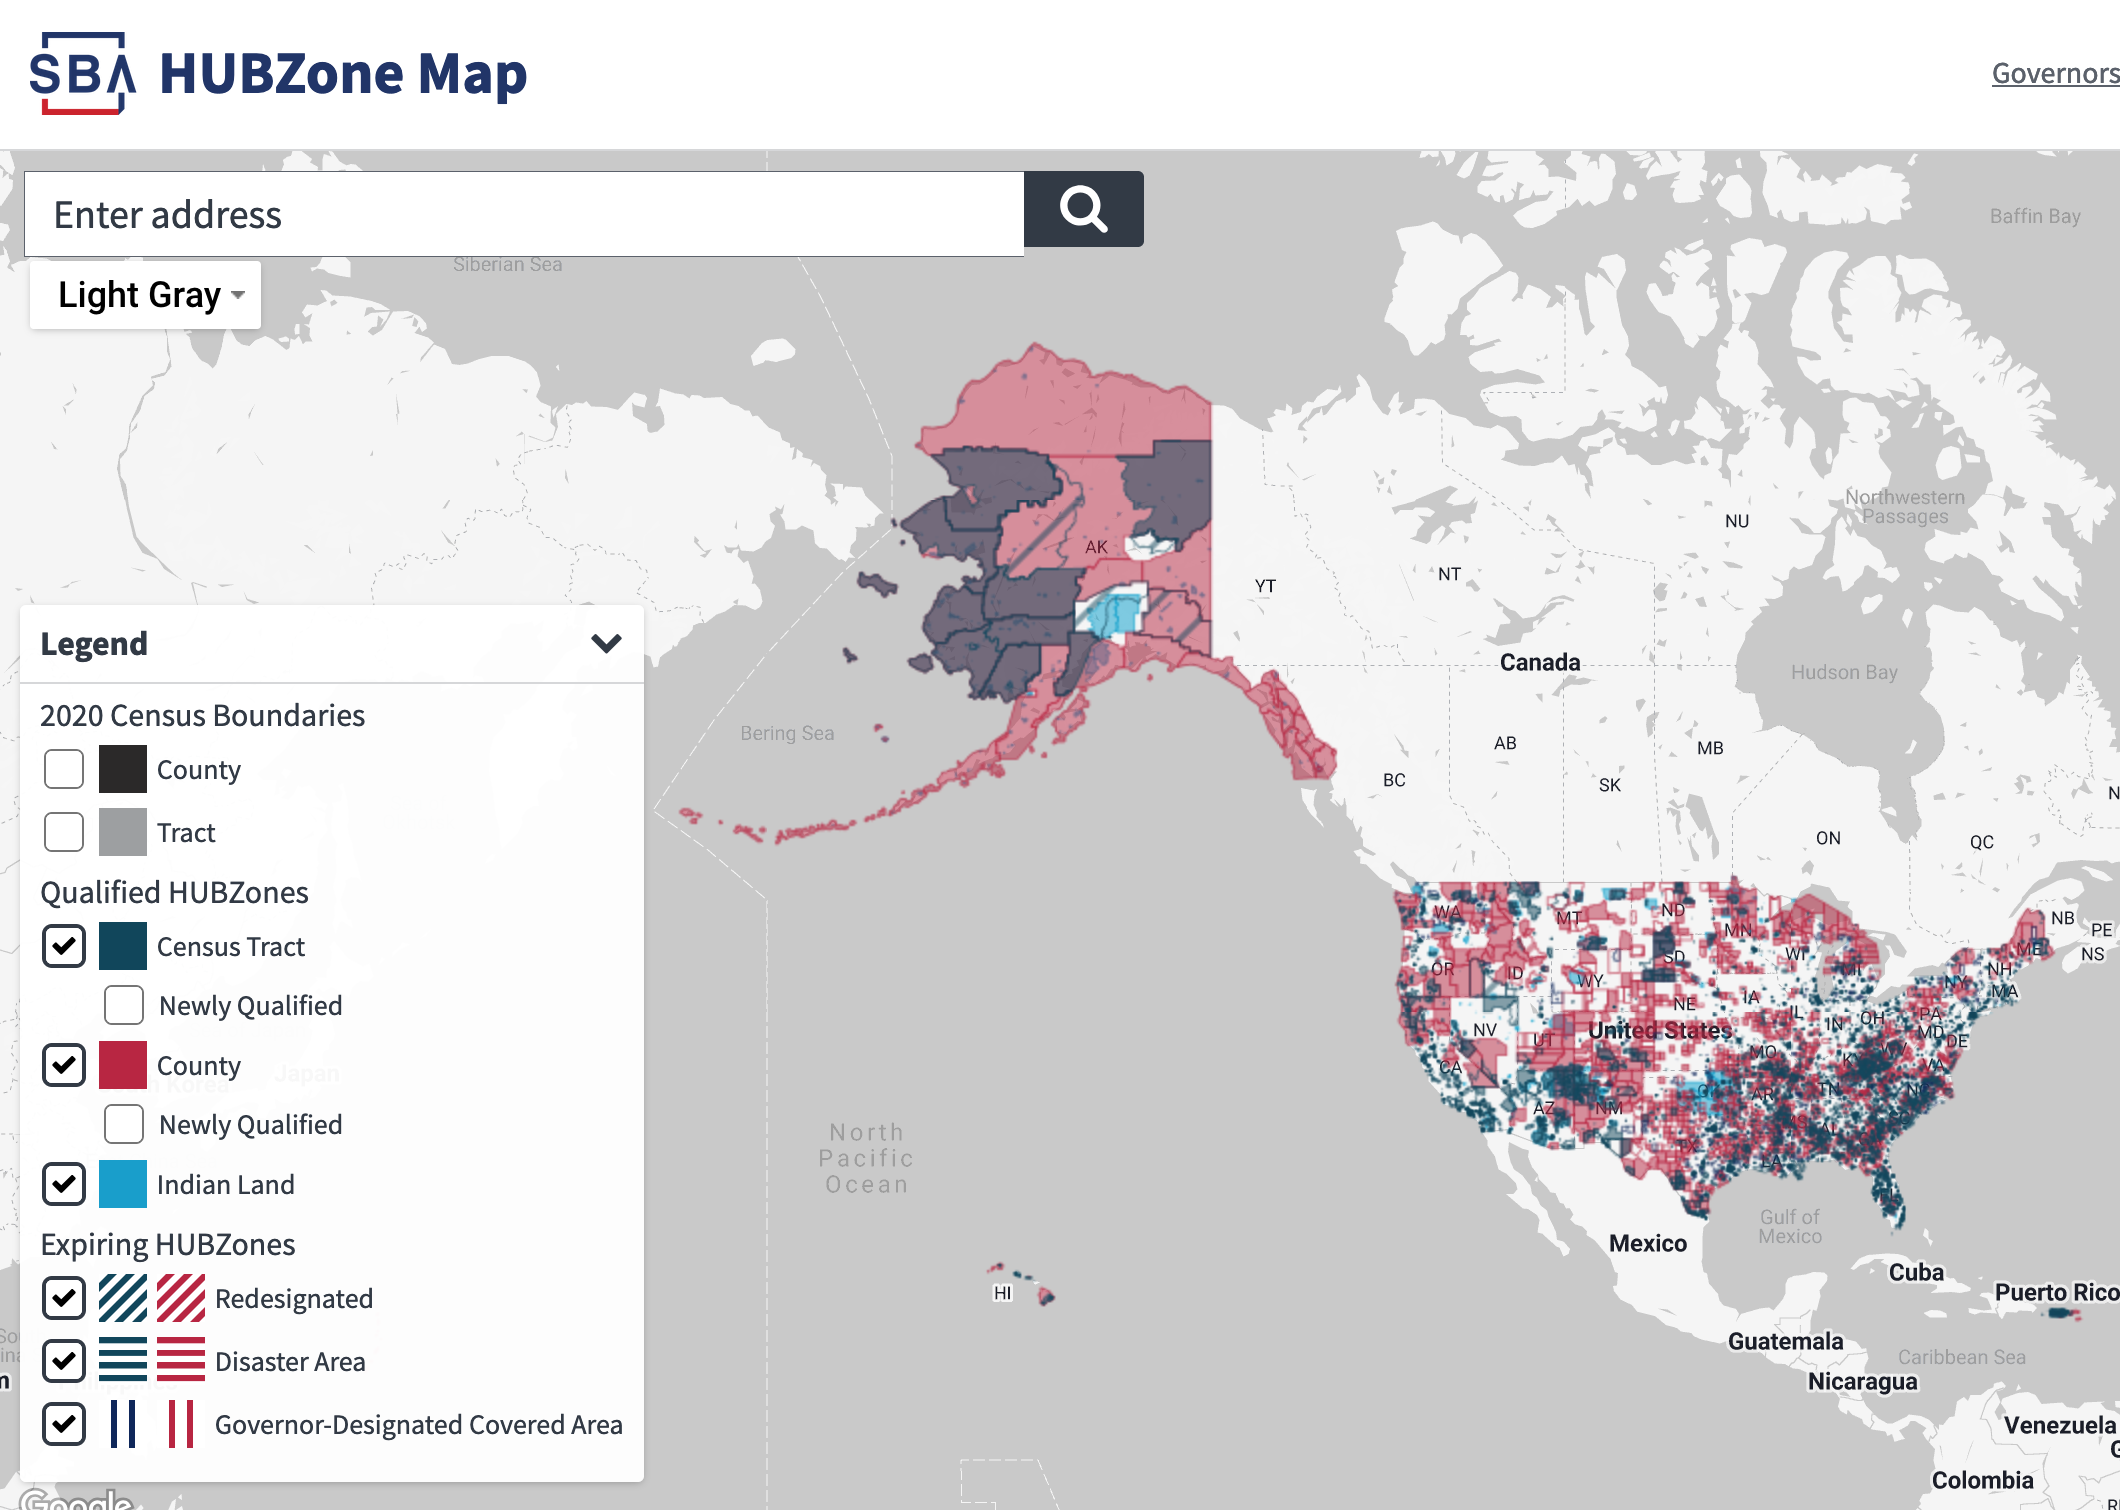 SBA HUBZone Map
Governors
Enter address
Light Gray
Siberian Sea
Baffin Bay
Northwestern
Passages
NU
AK
NT
YT
Canada
Hudson Bay
Bering Sea
AB
MB
BC
SK
ON
QC
Legend
2020 Census Boundaries
County
Tract
Qualified HUBZones
Census Tract
Newly Qualified
County
Newly Qualified
Indian Land
Expiring HUBZones
Redesignated
Disaster Area
Governor-Designated Covered Area
Japan
Korea
WA
MT
ND
MN
NB
PE
NS
ME
OR
ID
SD
WI
MI
NH
WY
NY
MA
NE
IA
IL
IN
OH
PA
MD
DE
NV
UT
United States
CA
MO
WV
VA
AZ
NM
AR
TN
NC
MS
AL
TX
LA
FL
North
Pacific
Ocean
HI
Gulf of
Mexico
Mexico
Cuba
Puerto Rico
Guatemala
Caribbean Sea
Nicaragua
Venezuela
Colombia
Google